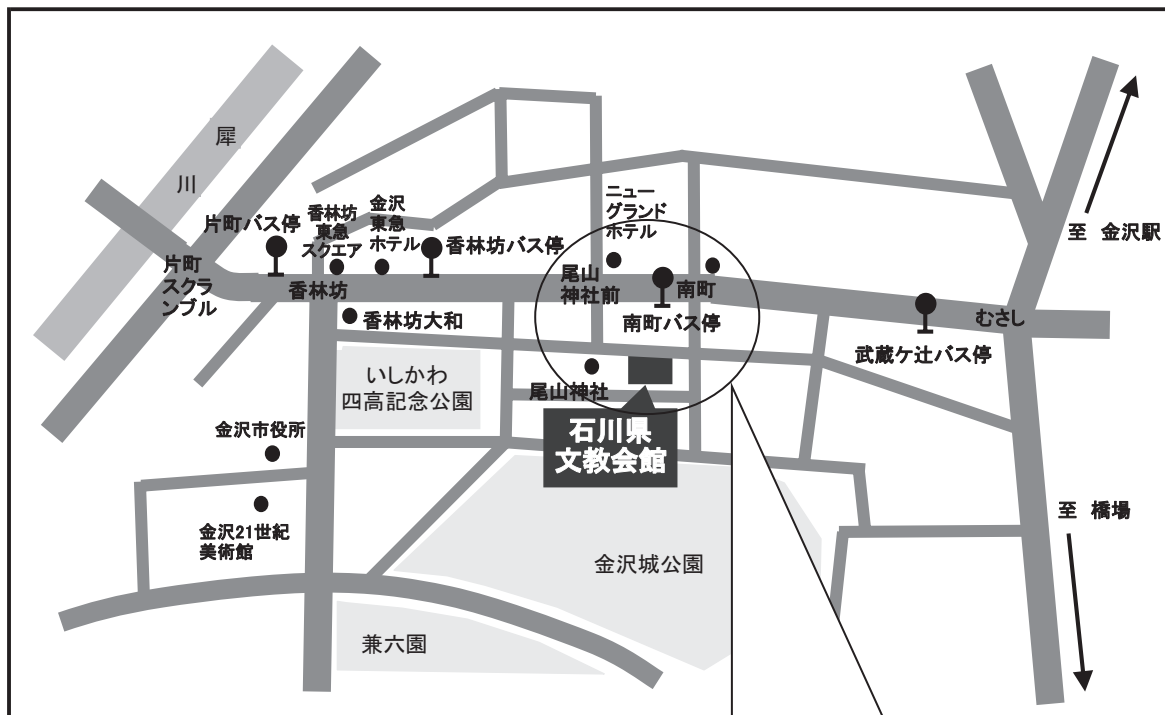 犀
川
片町バス停
香林坊
東急
スクエア
金沢
東急
ホテル
香林坊バス停
ニュー
グランド
ホテル
至 金沢駅
片町
スクラ
ンブル
香林坊
尾山
神社前
南町
むさし
香林坊大和
南町バス停
武蔵ケ辻バス停
いしかわ
四高記念公園
尾山神社
石川県
文教会館
金沢市役所
金沢21世紀
美術館
至 橋場
金沢城公園
兼六園